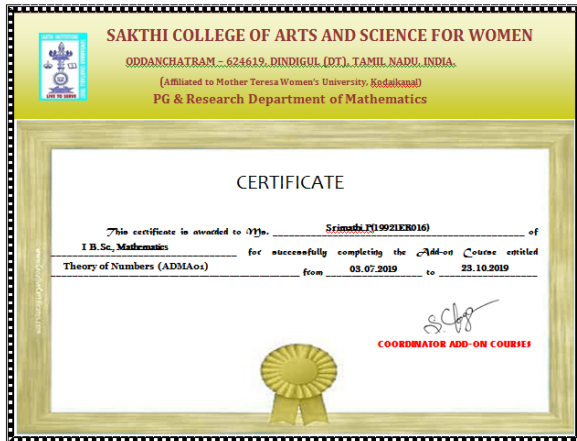 SAKTHI COLLEGE OF ARTS AND SCIENCE FOR WOMEN
ODDANCHATRAM – 624619, DINDIGUL (DT), TAMIL NADU, INDIA.
(Affiliated to Mother Teresa Women's University, Kodaikanal)
PG & Research Department of Mathematics
LIVE TO SERVE
CERTIFICATE
This certificate is awarded to Ms. Srimathi.P(19921ER016) of
I B.Sc., Mathematics for successfully completing the Add-on Course entitled
Theory of Numbers (ADMA01) from 03.07.2019 to 23.10.2019
COORDINATOR ADD-ON COURSES